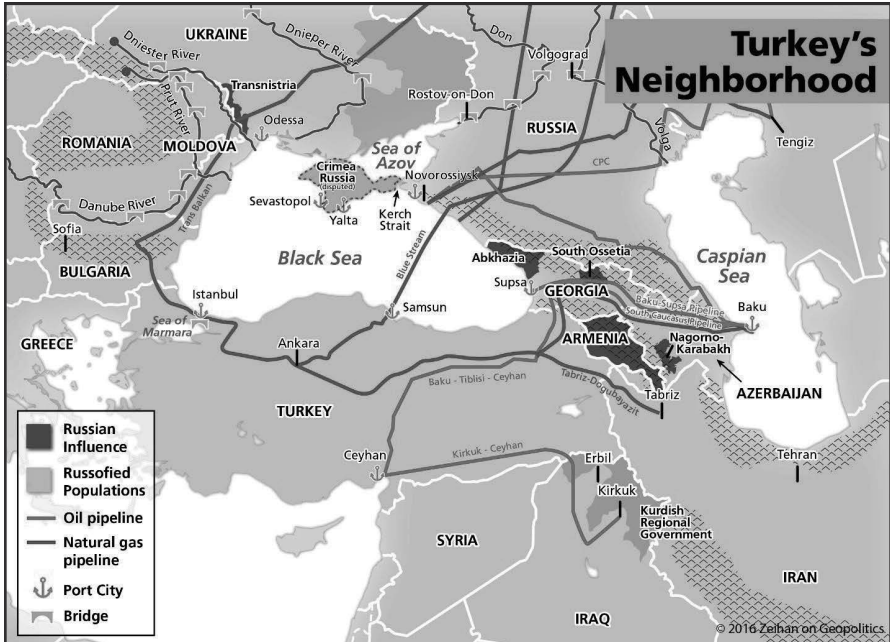 Turkey's
Neighborhood
UKRAINE
Dniester River
Dnieper River
Don
Volgograd
Transnistria
Prut River
Rostov-on-Don
RUSSIA
Volga
Tengiz
Odessa
ROMANIA
MOLDOVA
Sea of
Azov
Crimea
Russia
(disputed)
Novorossiysk
CPC
Sevastopol
Yalta
Kerch
Strait
Danube River
Trans Balkan
Sofia
BULGARIA
Black Sea
Blue Stream
Abkhazia
South Ossetia
Caspian
Sea
Supsa
GEORGIA
Baku-Supsa Pipeline
South Caucasus Pipeline
Baku
Istanbul
Samsun
Sea of
Marmara
GREECE
Ankara
ARMENIA
Nagorno-
Karabakh
AZERBAIJAN
Baku - Tiblisi - Ceyhan
Tabriz-Dogubayazit
Tabriz
TURKEY
Ceyhan
Kirkuk - Ceyhan
Erbil
Kirkuk
Tehran
Kurdish
Regional
Government
SYRIA
IRAN
IRAQ
Russian
Influence
Russofied
Populations
Oil pipeline
Natural gas
pipeline
Port City
Bridge
© 2016 Zeihan on Geopolitics